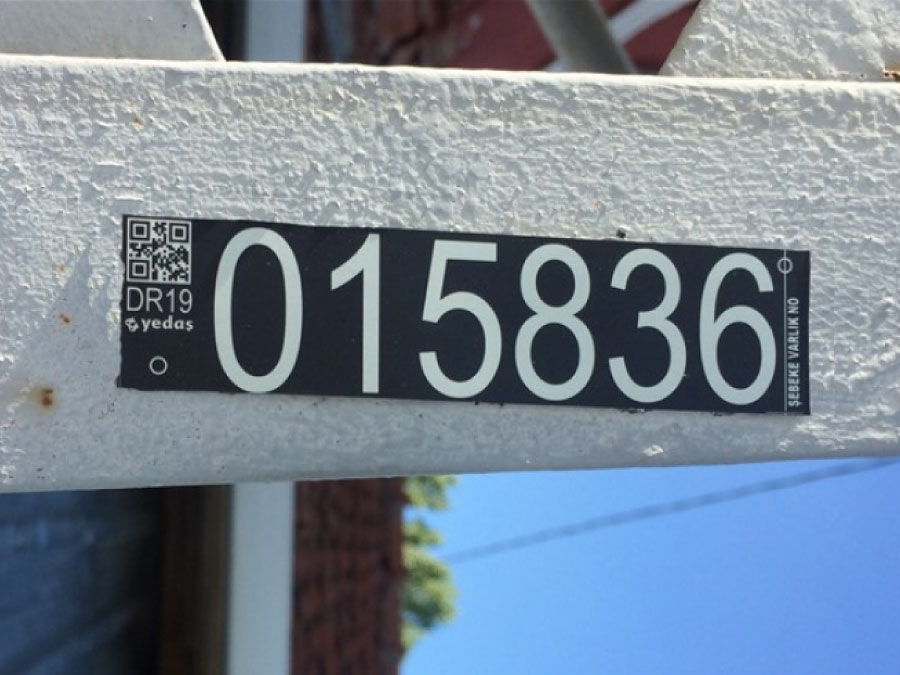 DR19
yedaş
015836
ŞEBEKE VARLIK NO